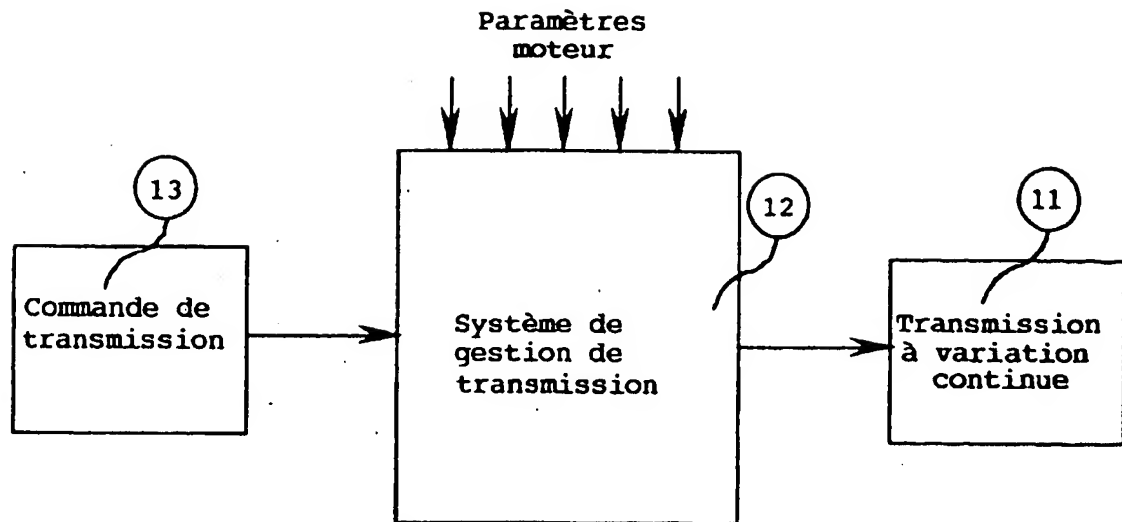 Paramètres
moteur
13
12
11
Commande de
transmission
Système de
gestion de
transmission
Transmission
à variation
continue